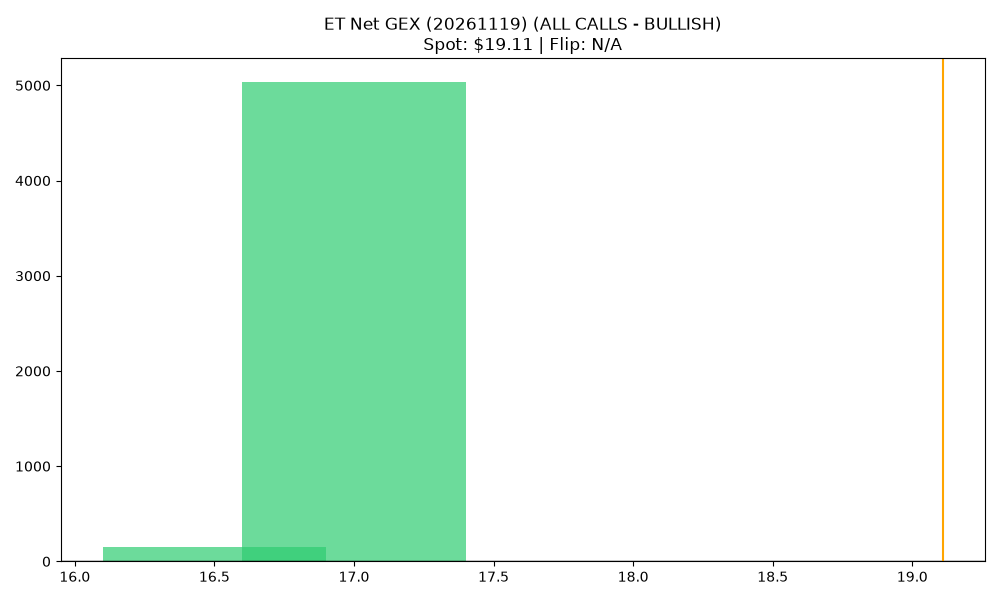 ET Net GEX (20261119) (ALL CALLS - BULLISH)
Spot: $19.11 | Flip: N/A
5000
4000
3000
2000
1000
0
16.0 16.5 17.0 17.5 18.0 18.5 19.0